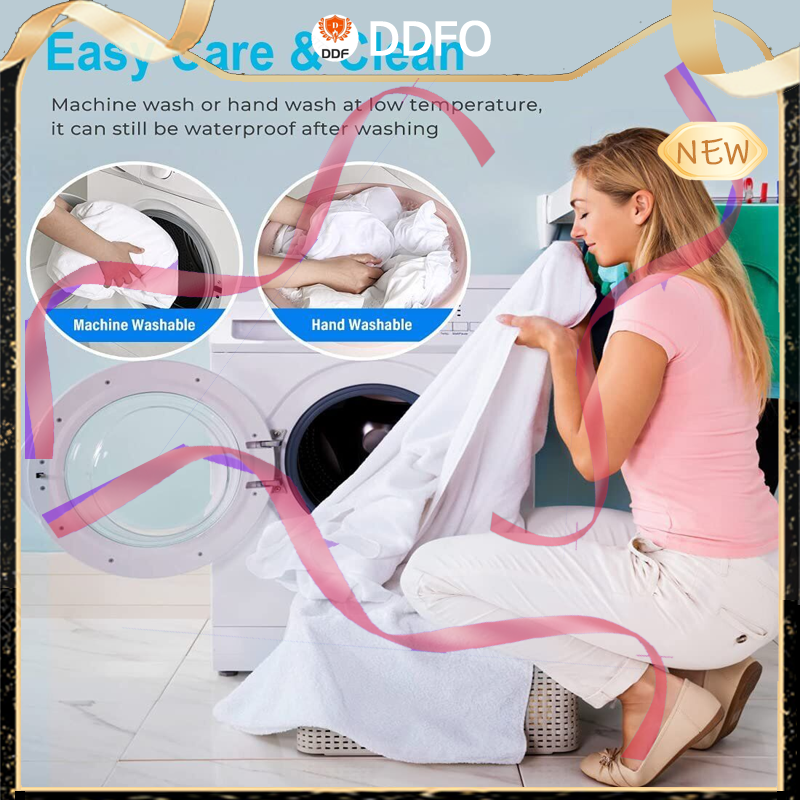 Easy Care & Clean
DDF
DDFO
Machine wash or hand wash at low temperature,
it can still be waterproof after washing
NEW
Machine Washable
Hand Washable